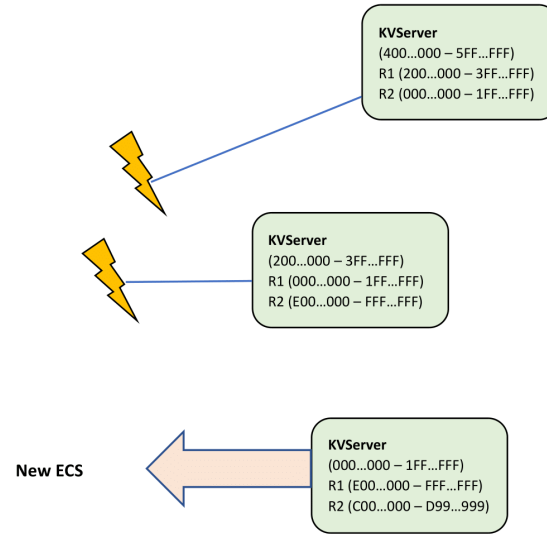 KVServer
(400...000 – 5FF...FFF)
R1 (200...000 – 3FF...FFF)
R2 (000...000 – 1FF...FFF)
KVServer
(200...000 – 3FF...FFF)
R1 (000...000 – 1FF...FFF)
R2 (E00...000 – FFF...FFF)
New ECS
KVServer
(000...000 – 1FF...FFF)
R1 (E00...000 – FFF...FFF)
R2 (C00...000 – D99...999)